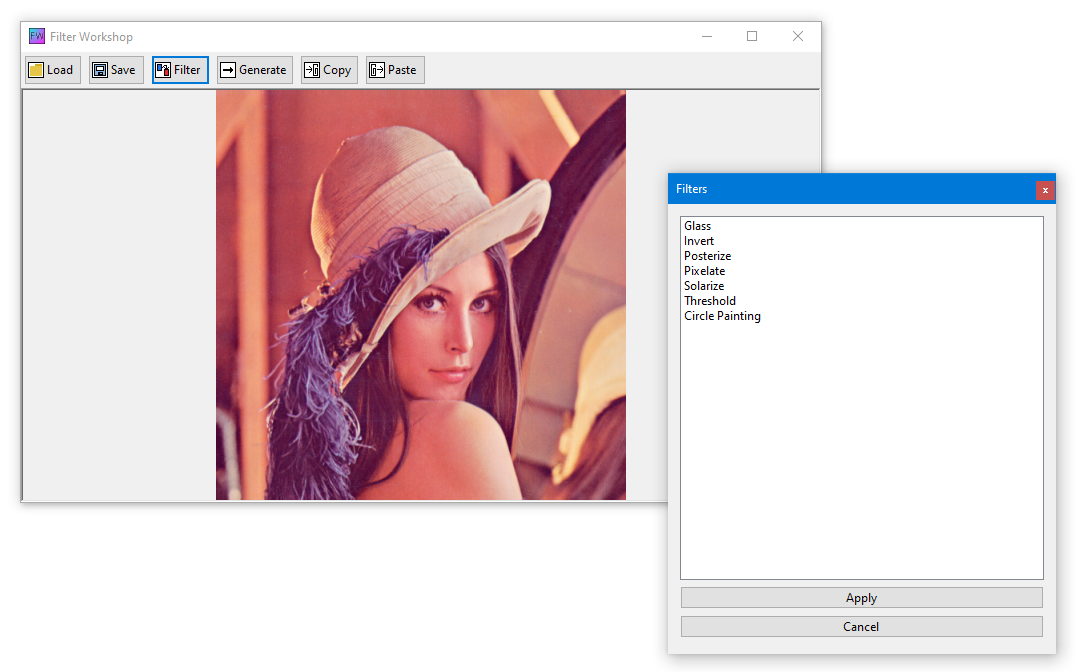 FW Filter Workshop
Load Save Filter Generate Copy Paste
Filters
Glass
Invert
Posterize
Pixelate
Solarize
Threshold
Circle Painting
Apply
Cancel